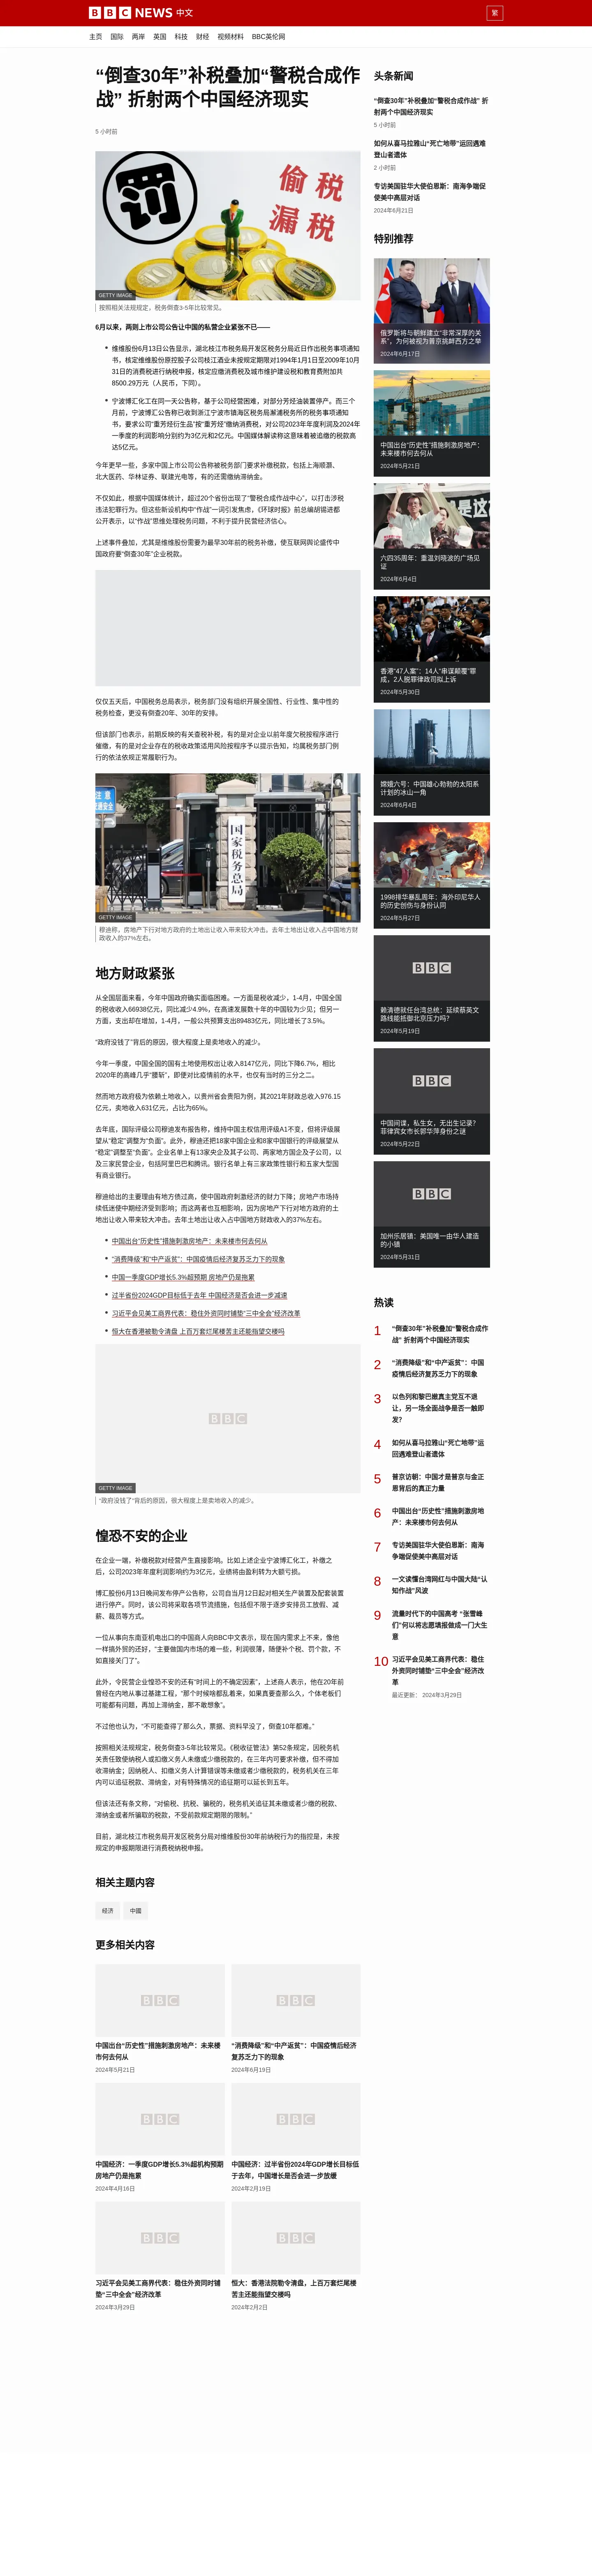 BBC NEWS 中文
繁
主页 国际 两岸 英国 科技 财经 视频材料 BBC英伦网
“倒查30年”补税叠加“警税合成作
战” 折射两个中国经济现实
5 小时前
罚
偷税
漏税
GETTY IMAGE
按照相关法规规定，税务倒查3-5年比较常见。
6月以来，两则上市公司公告让中国的私营企业紧张不已——
维维股份6月13日公告显示，湖北枝江市税务局开发区税务分局近日作出税务事项通知
书，核定维维股份原控股子公司枝江酒业未按规定期限对1994年1月1日至2009年10月
31日的消费税进行纳税申报，核定应缴消费税及城市维护建设税和教育费附加共
8500.29万元（人民币，下同）。
宁波博汇化工在同一天公告称，基于公司经营困难，对部分芳烃油装置停产。而三个
月前，宁波博汇公告称已收到浙江宁波市镇海区税务局澥浦税务所的税务事项通知
书，要求公司“重芳烃衍生品”按“重芳烃”缴纳消费税，对公司2023年年度利润及2024年
一季度的利润影响分别约为3亿元和2亿元。中国媒体解读称这意味着被追缴的税款高
达5亿元。
今年更早一些，多家中国上市公司公告称被税务部门要求补缴税款，包括上海顺灏、
北大医药、华林证券、联建光电等，有的还需缴纳滞纳金。
不仅如此，根据中国媒体统计，超过20个省份出现了“警税合成作战中心”，以打击涉税
违法犯罪行为。但这些新设机构中“作战”一词引发焦虑，《环球时报》前总编胡锡进都
公开表示，以“作战”思维处理税务问题，不利于提升民营经济信心。
上述事件叠加，尤其是维维股份需要为最早30年前的税务补缴，使互联网舆论盛传中
国政府要“倒查30年”企业税款。
仅仅五天后，中国税务总局表示，税务部门没有组织开展全国性、行业性、集中性的
税务检查，更没有倒查20年、30年的安排。
但该部门也表示，前期反映的有关查税补税，有的是对企业以前年度欠税按程序进行
催缴，有的是对企业存在的税收政策适用风险按程序予以提示告知，均属税务部门例
行的依法依规正常履职行为。
注意
国家税务总局
GETTY IMAGE
穆迪称，房地产下行对地方政府的土地出让收入带来较大冲击。去年土地出让收入占中国地方财
政收入的37%左右。
地方财政紧张
从全国层面来看，今年中国政府确实面临困难。一方面是税收减少，1-4月，中国全国
的税收收入66938亿元，同比减少4.9%，在高速发展数十年的中国较为少见；但另一
方面，支出却在增加，1-4月，一般公共预算支出89483亿元，同比增长了3.5%。
“政府没钱了”背后的原因，很大程度上是卖地收入的减少。
今年一季度，中国全国的国有土地使用权出让收入8147亿元，同比下降6.7%，相比
2020年的高峰几乎“腰斩”，即便对比疫情前的水平，也仅有当时的三分之二。
然而地方政府极为依赖土地收入，以贵州省会贵阳为例，其2021年财政总收入976.15
亿元，卖地收入631亿元，占比为65%。
去年底，国际评级公司穆迪发布报告称，维持中国主权信用评级A1不变，但将评级展
望从“稳定”调整为“负面”。此外，穆迪还把18家中国企业和8家中国银行的评级展望从
“稳定”调整至“负面”。企业名单上有13家央企及其子公司、两家地方国企及子公司，以
及三家民营企业，包括阿里巴巴和腾讯。银行名单上有三家政策性银行和五家大型国
有商业银行。
穆迪给出的主要理由有地方债过高，使中国政府刺激经济的财力下降；房地产市场持
续低迷使中期经济受到影响；而这两者也互相影响，因为房地产下行对地方政府的土
地出让收入带来较大冲击。去年土地出让收入占中国地方财政收入的37%左右。
中国出台“历史性”措施刺激房地产：未来楼市何去何从
“消费降级”和“中产返贫”：中国疫情后经济复苏乏力下的现象
中国一季度GDP增长5.3%超预期 房地产仍是拖累
过半省份2024GDP目标低于去年 中国经济是否会进一步减速
习近平会见美工商界代表：稳住外资同时铺垫“三中全会”经济改革
恒大在香港被勒令清盘 上百万套烂尾楼苦主还能指望交楼吗
BBC
GETTY IMAGE
“政府没钱了”背后的原因，很大程度上是卖地收入的减少。
惶恐不安的企业
在企业一端，补缴税款对经营产生直接影响。比如上述企业宁波博汇化工，补缴之
后，公司2023年年度利润影响约为3亿元，业绩将由盈利转为大额亏损。
博汇股份6月13日晚间发布停产公告称，公司自当月12日起对相关生产装置及配套装置
进行停产。同时，该公司将采取各项节流措施，包括但不限于逐步安排员工放假、减
薪、裁员等方式。
一位从事向东南亚机电出口的中国商人向BBC中文表示，现在国内需求上不来，像他
一样搞外贸的还好，“主要做国内市场的难一些，利润很薄，随便补个税、罚个款，不
如直接关门了”。
此外，令民营企业惶恐不安的还有“时间上的不确定因素”，上述商人表示，他在20年前
曾经在内地从事过基建工程，“那个时候啥都乱着来，如果真要查那么久，个体老板们
可能都有问题，再加上滞纳金，那不敢想象”。
不过他也认为，“不可能查得了那么久，票据、资料早没了，倒查10年都难。”
按照相关法规规定，税务倒查3-5年比较常见。《税收征管法》第52条规定，因税务机
关责任致使纳税人或扣缴义务人未缴或少缴税款的，在三年内可要求补缴，但不得加
收滞纳金；因纳税人、扣缴义务人计算错误等未缴或者少缴税款的，税务机关在三年
内可以追征税款、滞纳金，对有特殊情况的追征期可以延长到五年。
但该法还有条文称，“对偷税、抗税、骗税的，税务机关追征其未缴或者少缴的税款、
滞纳金或者所骗取的税款，不受前款规定期限的限制。”
目前，湖北枝江市税务局开发区税务分局对维维股份30年前纳税行为的指控是，未按
规定的申报期限进行消费税纳税申报。
相关主题内容
经济 中國
更多相关内容
BBC
中国出台“历史性”措施刺激房地产：未来楼
市何去何从
2024年5月21日
BBC
“消费降级”和“中产返贫”：中国疫情后经济
复苏乏力下的现象
2024年6月19日
BBC
中国经济：一季度GDP增长5.3%超机构预期
房地产仍是拖累
2024年4月16日
BBC
中国经济：过半省份2024年GDP增长目标低
于去年，中国增长是否会进一步放缓
2024年2月19日
BBC
习近平会见美工商界代表：稳住外资同时铺
垫“三中全会”经济改革
2024年3月29日
BBC
恒大：香港法院勒令清盘，上百万套烂尾楼
苦主还能指望交楼吗
2024年2月2日
头条新闻
“倒查30年”补税叠加“警税合成作战” 折
射两个中国经济现实
5 小时前
如何从喜马拉雅山“死亡地带”运回遇难
登山者遗体
2 小时前
专访美国驻华大使伯恩斯：南海争端促
使美中高层对话
2024年6月21日
特别推荐
俄罗斯将与朝鲜建立“非常深厚的关
系”，为何被视为普京挑衅西方之举
2024年6月17日
中国出台“历史性”措施刺激房地产：
未来楼市何去何从
2024年5月21日
六四35周年：重温刘晓波的广场见
证
2024年6月4日
香港“47人案”：14人“串谋颠覆”罪
成，2人脱罪律政司拟上诉
2024年5月30日
嫦娥六号：中国雄心勃勃的太阳系
计划的冰山一角
2024年6月4日
1998排华暴乱周年：海外印尼华人
的历史创伤与身份认同
2024年5月27日
BBC
赖清德就任台湾总统：延续蔡英文
路线能抵御北京压力吗？
2024年5月19日
BBC
中国间谍，私生女，无出生记录？
菲律宾女市长郭华萍身份之谜
2024年5月22日
BBC
加州乐居镇：美国唯一由华人建造
的小镇
2024年5月31日
热读
1 “倒查30年”补税叠加“警税合成作
战” 折射两个中国经济现实
2 “消费降级”和“中产返贫”：中国
疫情后经济复苏乏力下的现象
3 以色列和黎巴嫩真主党互不退
让，另一场全面战争是否一触即
发？
4 如何从喜马拉雅山“死亡地带”运
回遇难登山者遗体
5 普京访朝：中国才是普京与金正
恩背后的真正力量
6 中国出台“历史性”措施刺激房地
产：未来楼市何去何从
7 专访美国驻华大使伯恩斯：南海
争端促使美中高层对话
8 一文读懂台湾网红与中国大陆“认
知作战”风波
9 流量时代下的中国高考 “张雪峰
们”何以将志愿填报做成一门大生
意
10 习近平会见美工商界代表：稳住
外资同时铺垫“三中全会”经济改
革
最近更新： 2024年3月29日